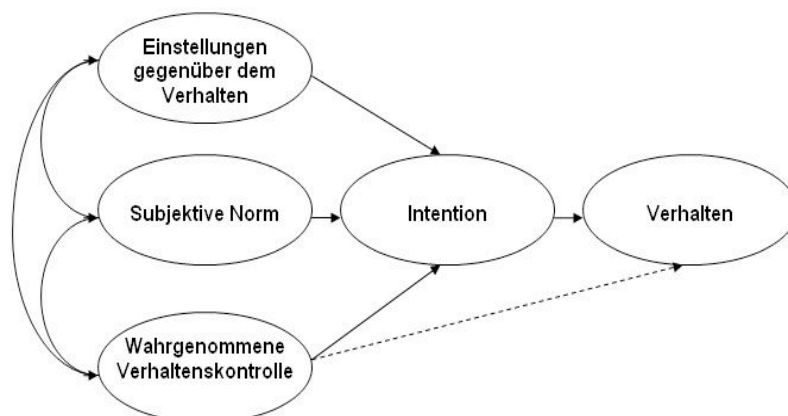 Einstellungen
gegenüber dem
Verhalten
Subjektive Norm
Intention
Verhalten
Wahrgenommene
Verhaltenskontrolle